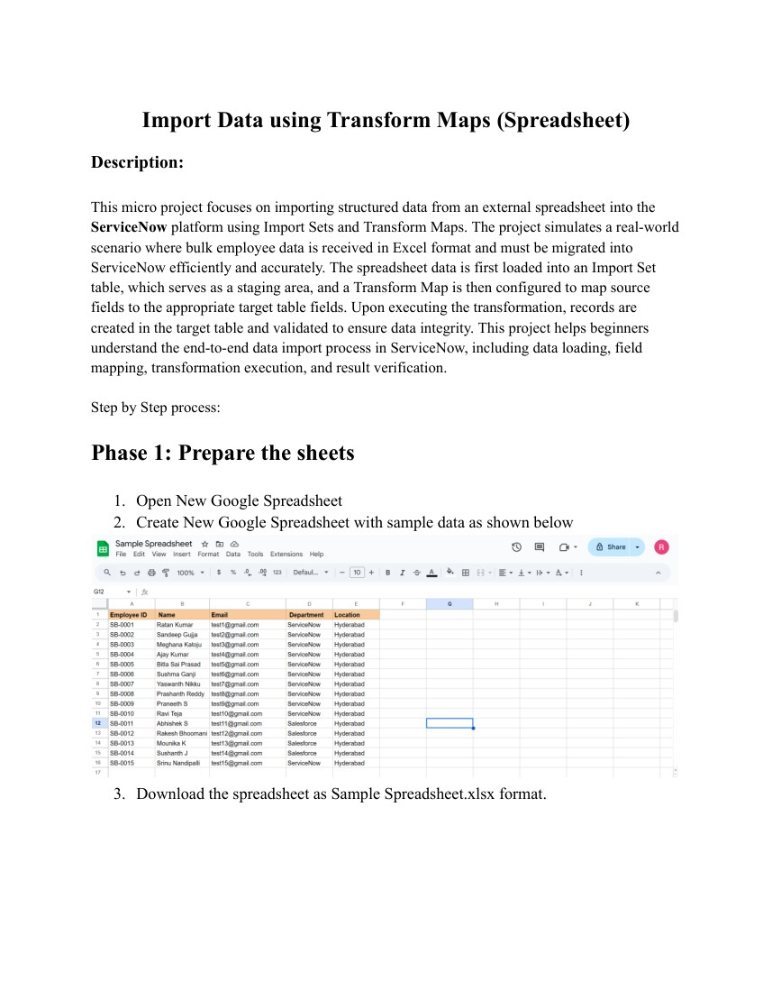 Import Data using Transform Maps (Spreadsheet)
Description:
This micro project focuses on importing structured data from an external spreadsheet into the
ServiceNow platform using Import Sets and Transform Maps. The project simulates a real-world
scenario where bulk employee data is received in Excel format and must be migrated into
ServiceNow efficiently and accurately. The spreadsheet data is first loaded into an Import Set
table, which serves as a staging area, and a Transform Map is then configured to map source
fields to the appropriate target table fields. Upon executing the transformation, records are
created in the target table and validated to ensure data integrity. This project helps beginners
understand the end-to-end data import process in ServiceNow, including data loading, field
mapping, transformation execution, and result verification.
Step by Step process:
Phase 1: Prepare the sheets
1. Open New Google Spreadsheet
2. Create New Google Spreadsheet with sample data as shown below
Sample Spreadsheet
File Edit View Insert Format Data Tools Extensions Help
Share
R
100% $ % .0 .00 123 Defaul... − 10 + B I S A
G12 fx
A B C D E F G H I J K
1 Employee ID Name Email Department Location
2 SB-0001 Ratan Kumar test1@gmail.com ServiceNow Hyderabad
3 SB-0002 Sandeep Gujja test2@gmail.com ServiceNow Hyderabad
4 SB-0003 Meghana Katoju test3@gmail.com ServiceNow Hyderabad
5 SB-0004 Ajay Kumar test4@gmail.com ServiceNow Hyderabad
6 SB-0005 Bitla Sai Prasad test5@gmail.com ServiceNow Hyderabad
7 SB-0006 Sushma Ganji test6@gmail.com ServiceNow Hyderabad
8 SB-0007 Yaswanth Nikku test7@gmail.com ServiceNow Hyderabad
9 SB-0008 Prashanth Reddy test8@gmail.com ServiceNow Hyderabad
10 SB-0009 Praneeth S test9@gmail.com ServiceNow Hyderabad
11 SB-0010 Ravi Teja test10@gmail.com ServiceNow Hyderabad
12 SB-0011 Abhishek S test11@gmail.com Salesforce Hyderabad
13 SB-0012 Rakesh Bhoomani test12@gmail.com Salesforce Hyderabad
14 SB-0013 Mounika K test13@gmail.com Salesforce Hyderabad
15 SB-0014 Sushanth J test14@gmail.com Salesforce Hyderabad
16 SB-0015 Srinu Nandipalli test15@gmail.com ServiceNow Hyderabad
17
3. Download the spreadsheet as Sample Spreadsheet.xlsx format.